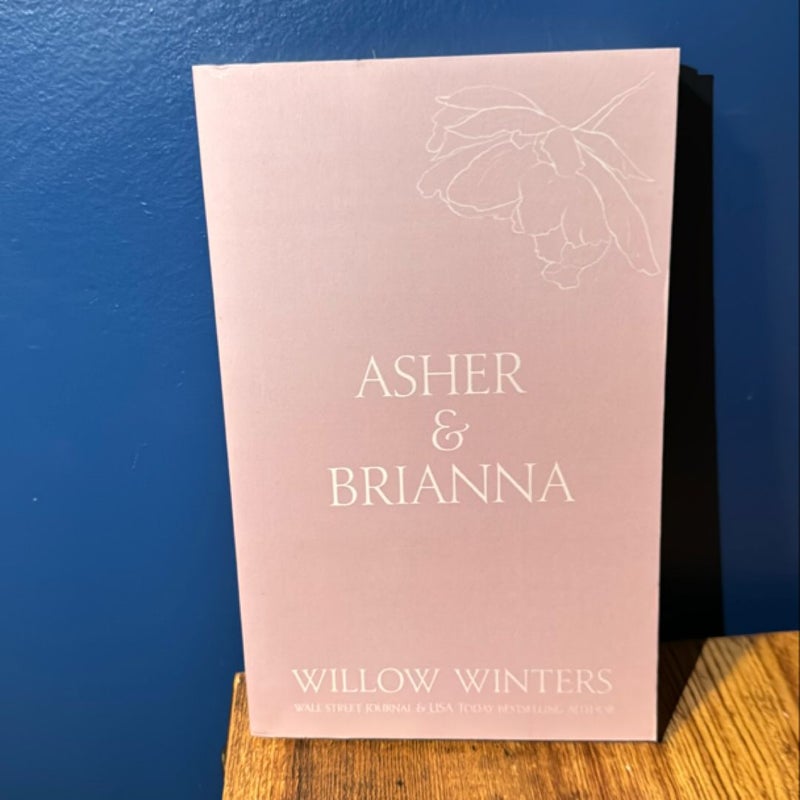 ASHER
&
BRIANNA
WILLOW WINTERS
WALL STREET JOURNAL & USA TODAY BESTSELLING AUTHOR